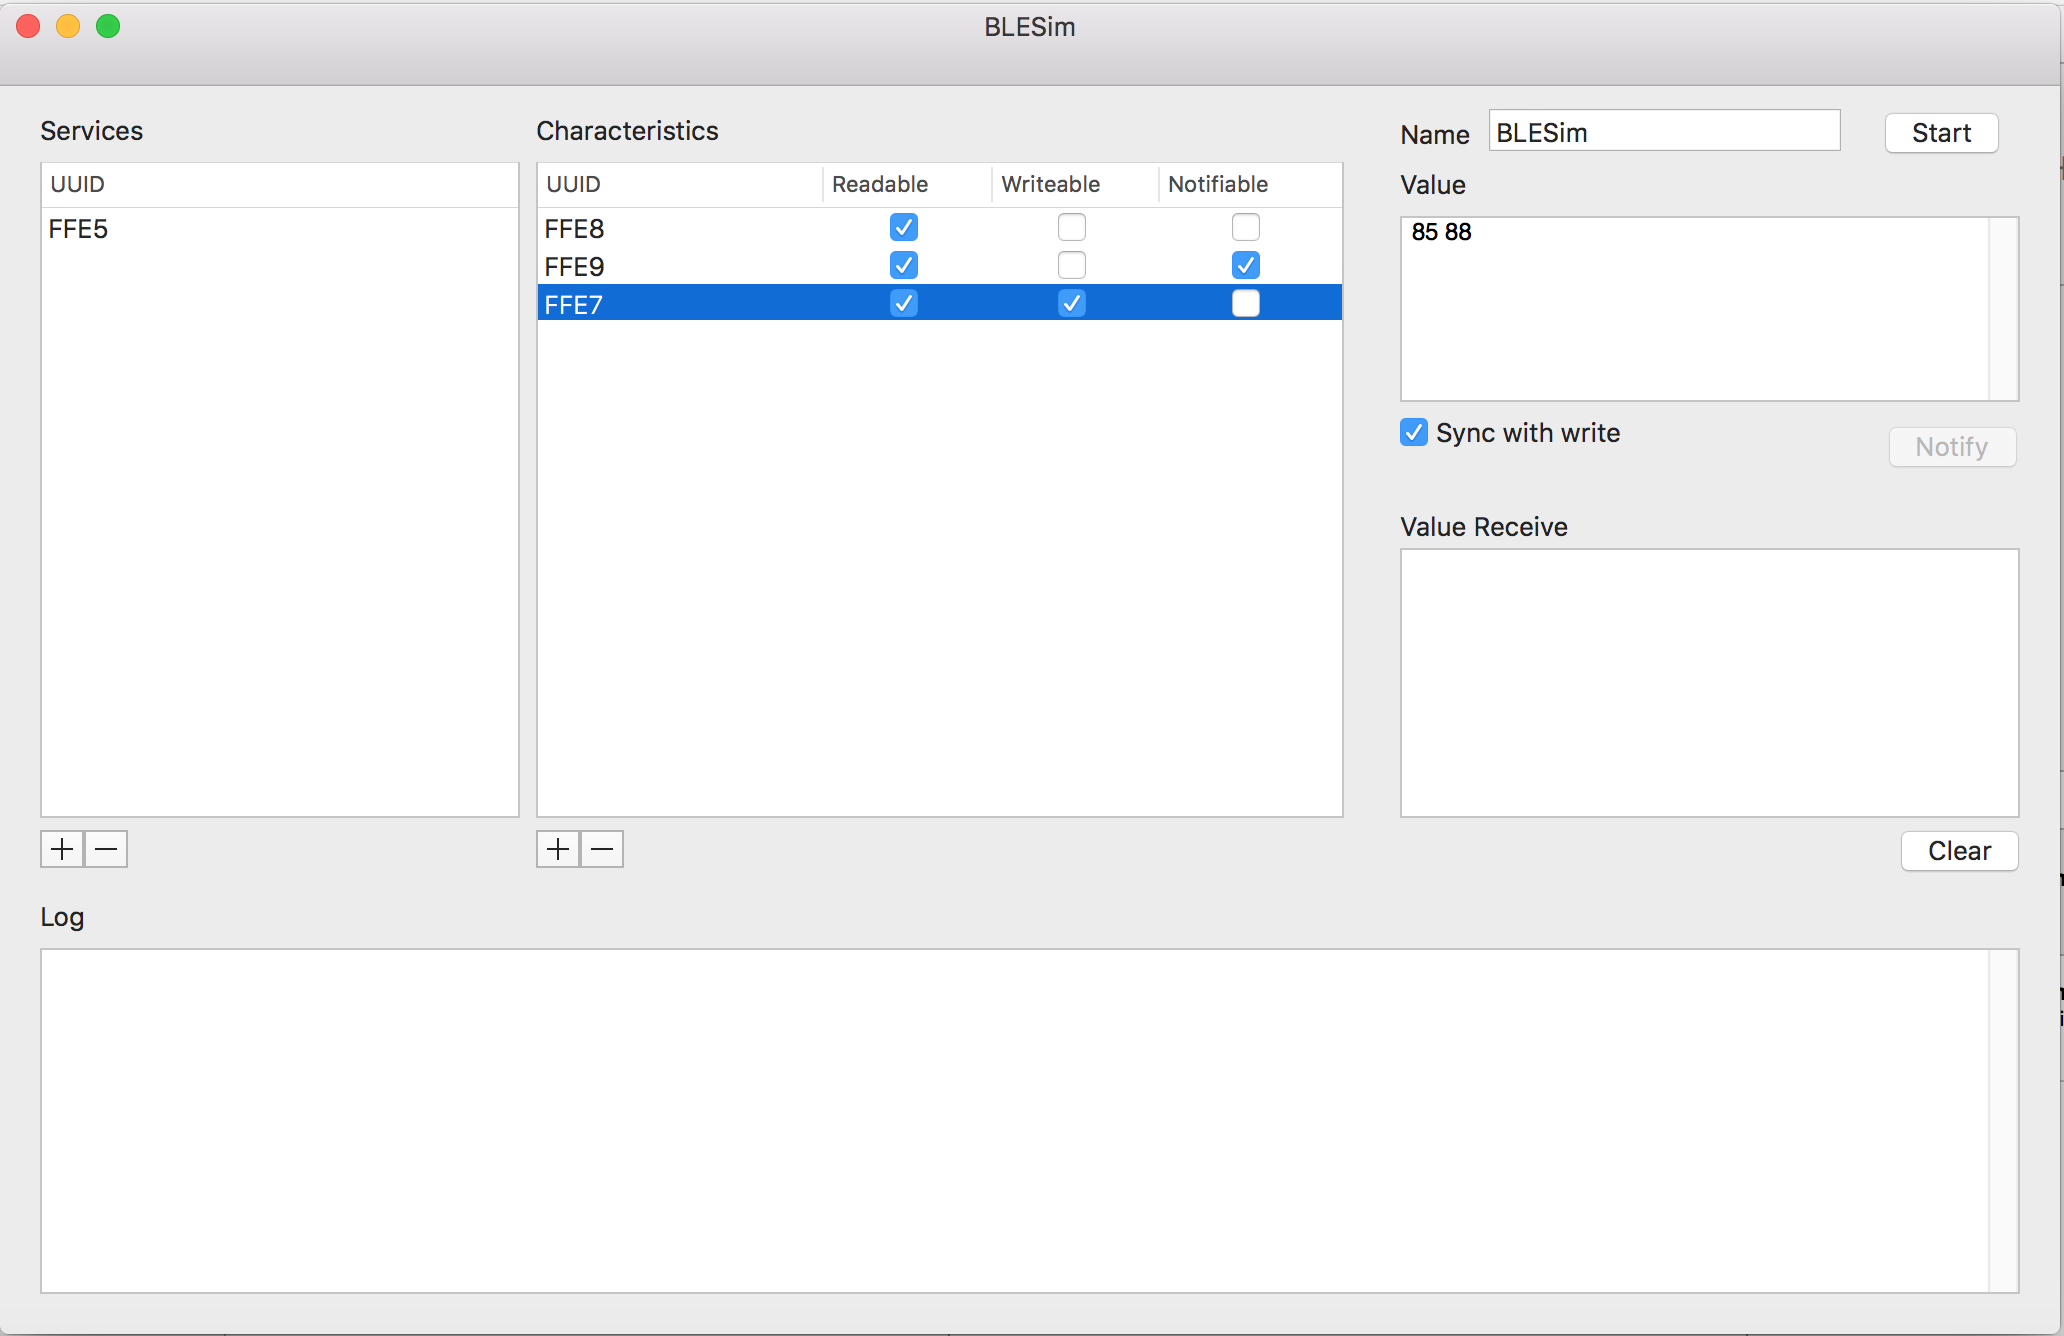 BLESim
Services
UUID
FFE5
Characteristics
UUID Readable Writeable Notifiable
FFE8
FFE9
FFE7
Name BLESim Start
Value
85 88
Sync with write
Notify
Value Receive
Clear
Log